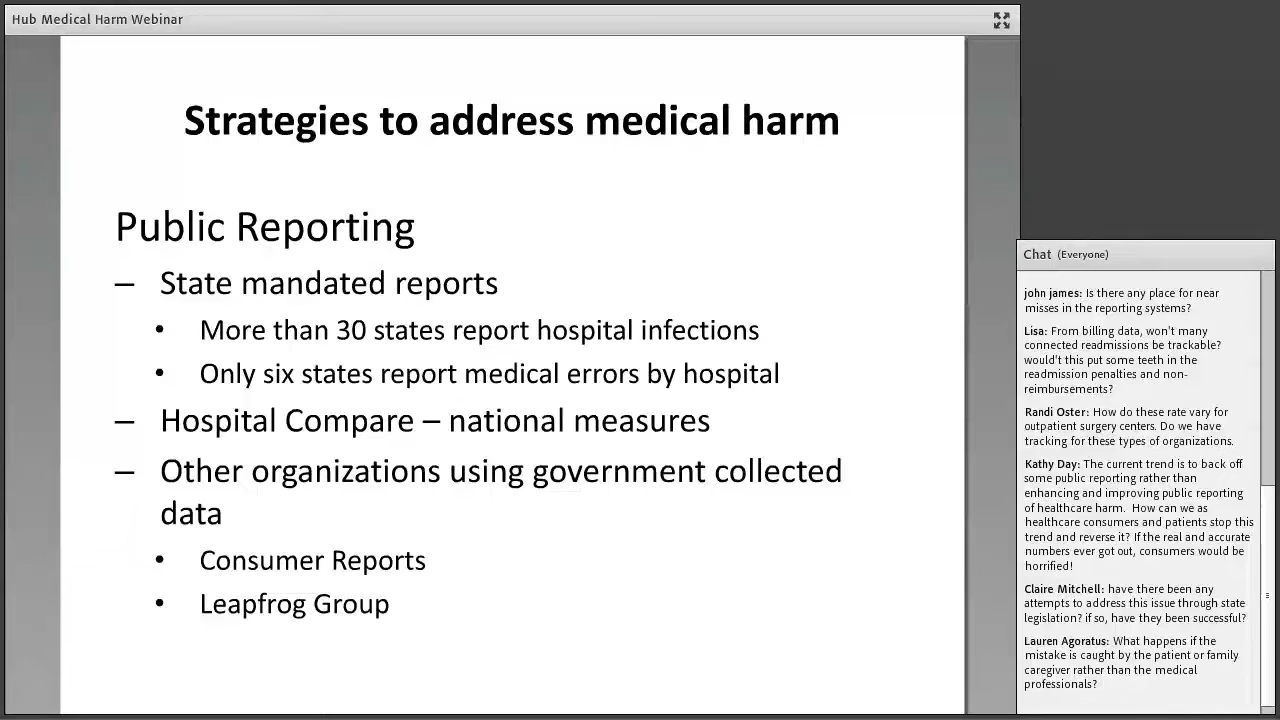 Hub Medical Harm Webinar
Strategies to address medical harm
Public Reporting
– State mandated reports
• More than 30 states report hospital infections
• Only six states report medical errors by hospital
– Hospital Compare – national measures
– Other organizations using government collected
data
• Consumer Reports
• Leapfrog Group
Chat (Everyone)
john james: Is there any place for near
misses in the reporting systems?
Lisa: From billing data, won't many
connected readmissions be trackable?
would't this put some teeth in the
readmission penalties and non-
reimbursements?
Randi Oster: How do these rate vary for
outpatient surgery centers. Do we have
tracking for these types of organizations.
Kathy Day: The current trend is to back off
some public reporting rather than
enhancing and improving public reporting
of healthcare harm. How can we as
healthcare consumers and patients stop this
trend and reverse it? If the real and accurate
numbers ever got out, consumers would be
horrified!
Claire Mitchell: have there been any
attempts to address this issue through state
legislation? if so, have they been successful?
Lauren Agoratus: What happens if the
mistake is caught by the patient or family
caregiver rather than the medical
professionals?